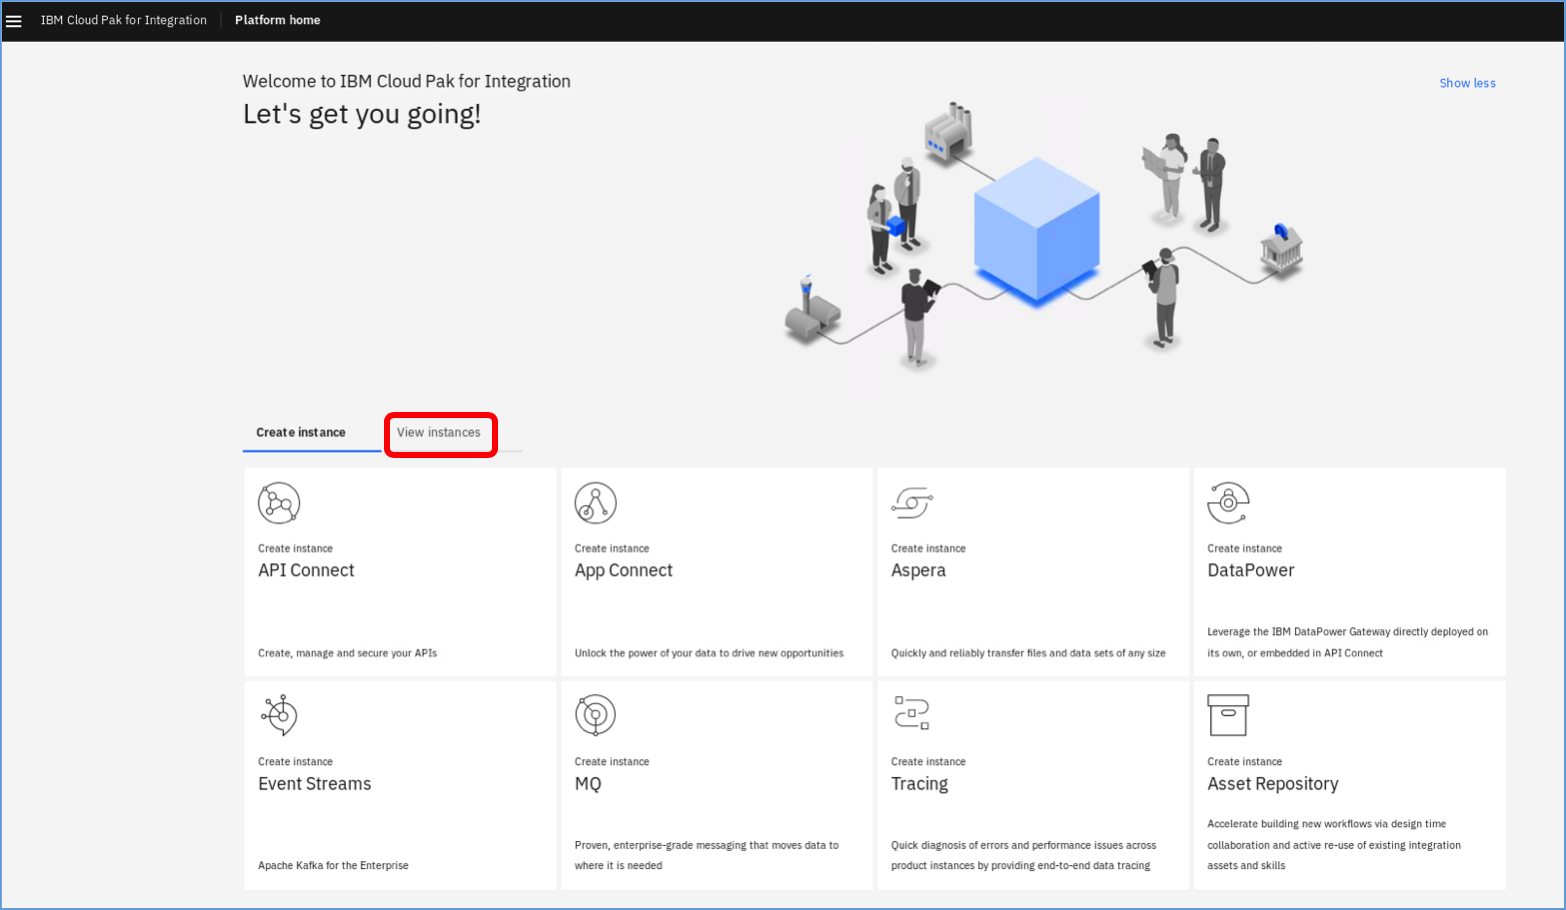 IBM Cloud Pak for Integration Platform home
Welcome to IBM Cloud Pak for Integration
Show less
Let's get you going!
Create instance View instances
Create instance
API Connect
Create, manage and secure your APIs
Create instance
App Connect
Unlock the power of your data to drive new opportunities
Create instance
Aspera
Quickly and reliably transfer files and data sets of any size
Create instance
DataPower
Leverage the IBM DataPower Gateway directly deployed on
its own, or embedded in API Connect
Create instance
Event Streams
Apache Kafka for the Enterprise
Create instance
MQ
Proven, enterprise-grade messaging that moves data to
where it is needed
Create instance
Tracing
Quick diagnosis of errors and performance issues across
product instances by providing end-to-end data tracing
Create instance
Asset Repository
Accelerate building new workflows via design time
collaboration and active re-use of existing integration
assets and skills